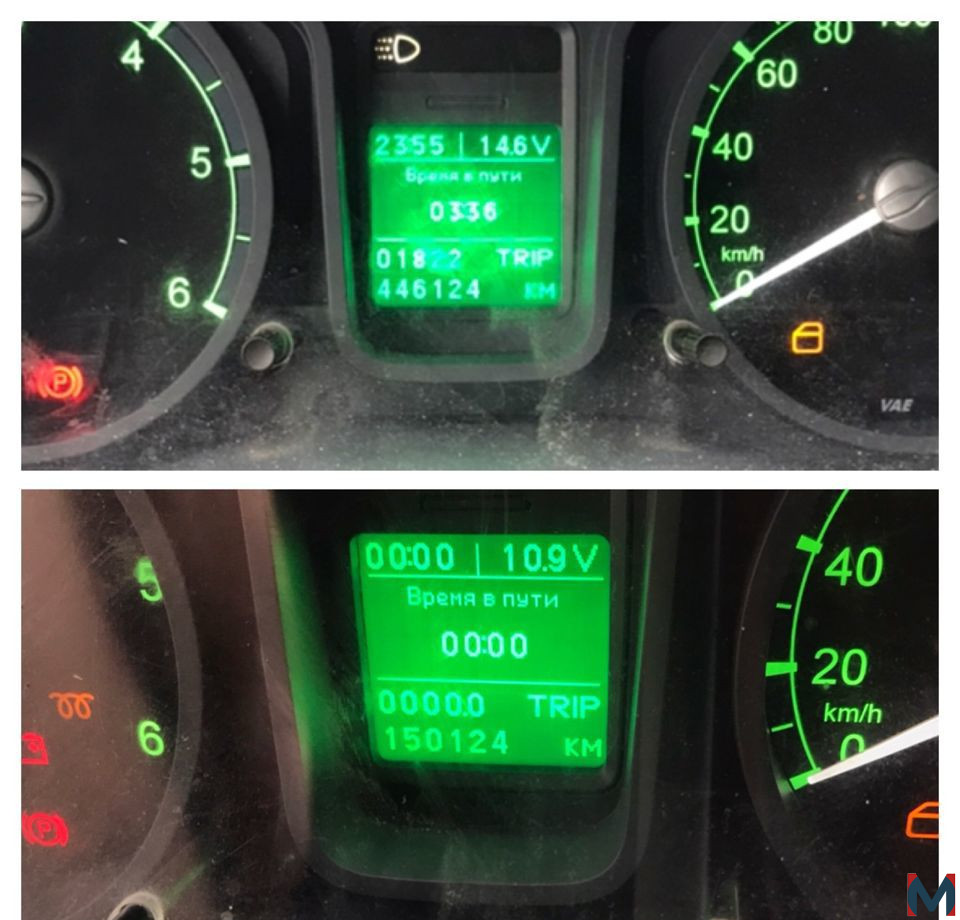 80
4
60
2355 | 14.6V
5
40
Время в пути
0336
20
km/h
01822 TRIP
0
6
446124 KM
P
VAE
00:00 | 10.9V
40
5
Время в пути
00:00
20
0000.0 TRIP
km/h
6
150124 KM
0
P
M